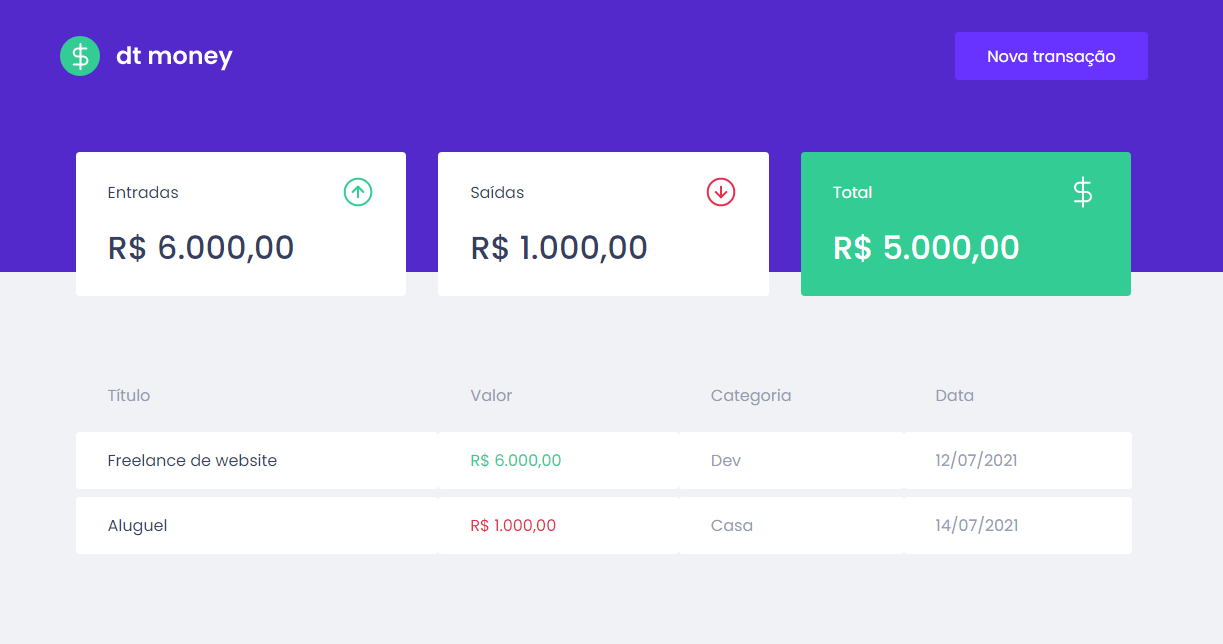 $ dt money
Nova transação
Entradas
Saídas
Total $
R$ 6.000,00
R$ 1.000,00
R$ 5.000,00
Título Valor Categoria Data
Freelance de website R$ 6.000,00 Dev 12/07/2021
Aluguel R$ 1.000,00 Casa 14/07/2021